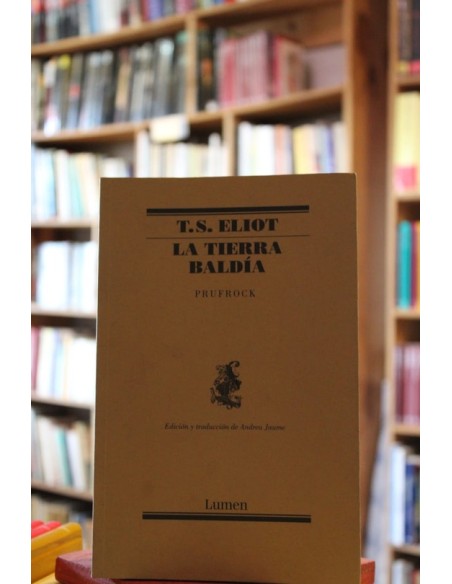 T.S. ELIOT
LA TIERRA
BALDÍA
PRUFROCK
Edición y traducción de Andreu Jaume
Lumen